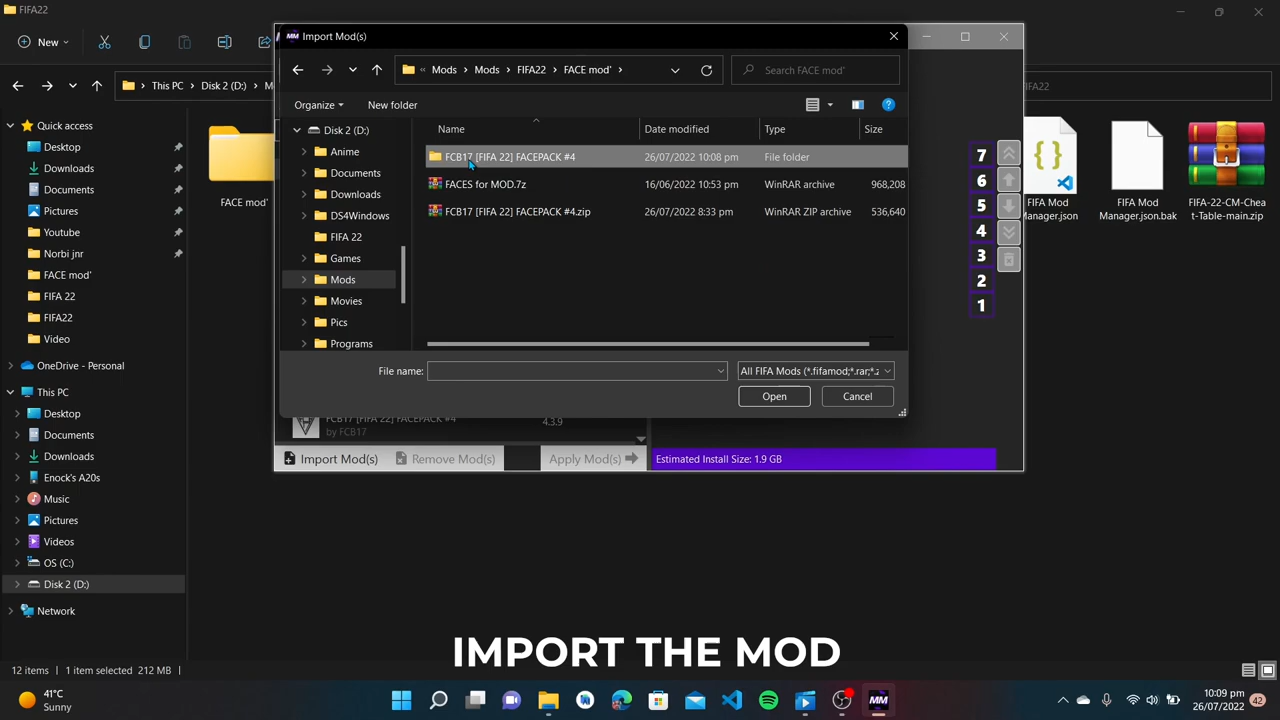 FIFA22
Import Mod(s)
New
« Mods > Mods > FIFA22 > FACE mod' >
Search FACE mod'
This PC > Disk 2 (D:) > M
FIFA22
Organize
New folder
Quick access
Desktop
Downloads
Documents
Pictures
Youtube
Norbi jnr
FACE mod'
FIFA 22
FIFA22
Video
OneDrive - Personal
This PC
Desktop
Documents
Downloads
Enock's A20s
Music
Pictures
Videos
OS (C:)
Disk 2 (D:)
Network
FACE mod'
Disk 2 (D:)
Anime
Documents
Downloads
DS4Windows
FIFA 22
Games
Mods
Movies
Pics
Programs
Name Date modified Type Size
FCB17 [FIFA 22] FACEPACK #4 26/07/2022 10:08 pm File folder
FACES for MOD.7z 16/06/2022 10:53 pm WinRAR archive 968,208
FCB17 [FIFA 22] FACEPACK #4.zip 26/07/2022 8:33 pm WinRAR ZIP archive 536,640
File name:
All FIFA Mods (*.fifamod;*.rar;*.z
Open
Cancel
7
6
5
4
3
2
1
FIFA Mod
Manager.json
FIFA Mod
Manager.json.bak
FIFA-22-CM-Chea
t-Table-main.zip
FCB17 [FIFA 22] FACEPACK #4 4.3.9
by FCB17
Import Mod(s)
Remove Mod(s)
Apply Mod(s)
Estimated Install Size: 1.9 GB
IMPORT THE MOD
12 items 1 item selected 212 MB
41°C
Sunny
MM
10:09 pm
26/07/2022
42